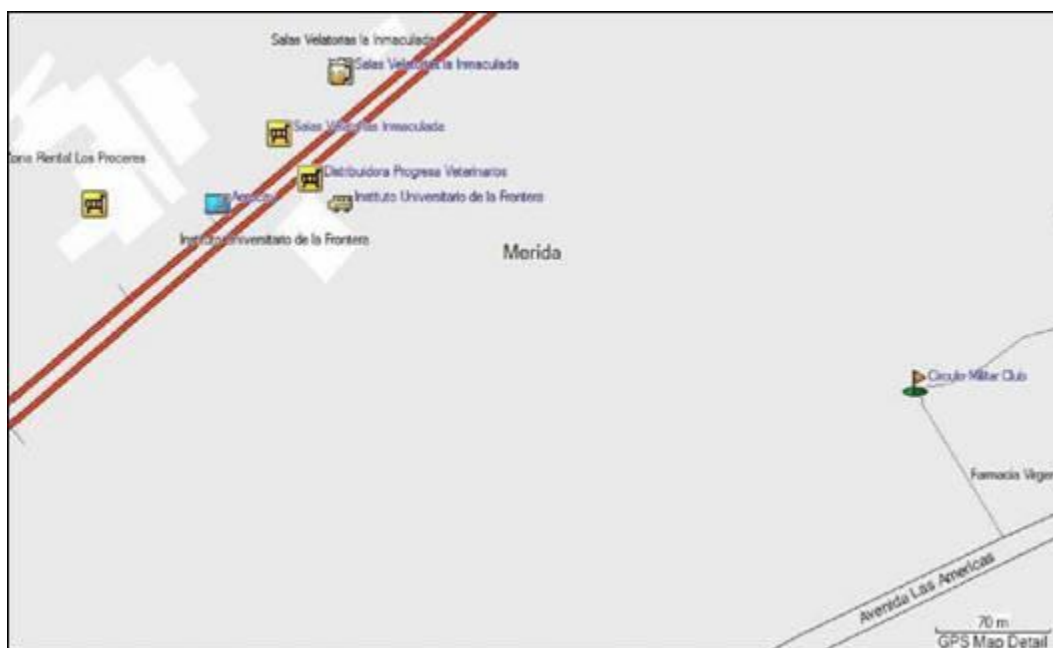 Salas Velatorias la Inmaculada
Salas Velatorias la Inmaculada
Salas Velatorias Inmaculada
Zona Rental Los Proceres
Distribuidora Progresa Veterinarios
Instituto Universitario de la Frontera
Instituto Universitario de la Frontera
Merida
Circulo Militar Club
Farmacia Virgen
Avenida Las Americas
70 m
GPS Map Detail